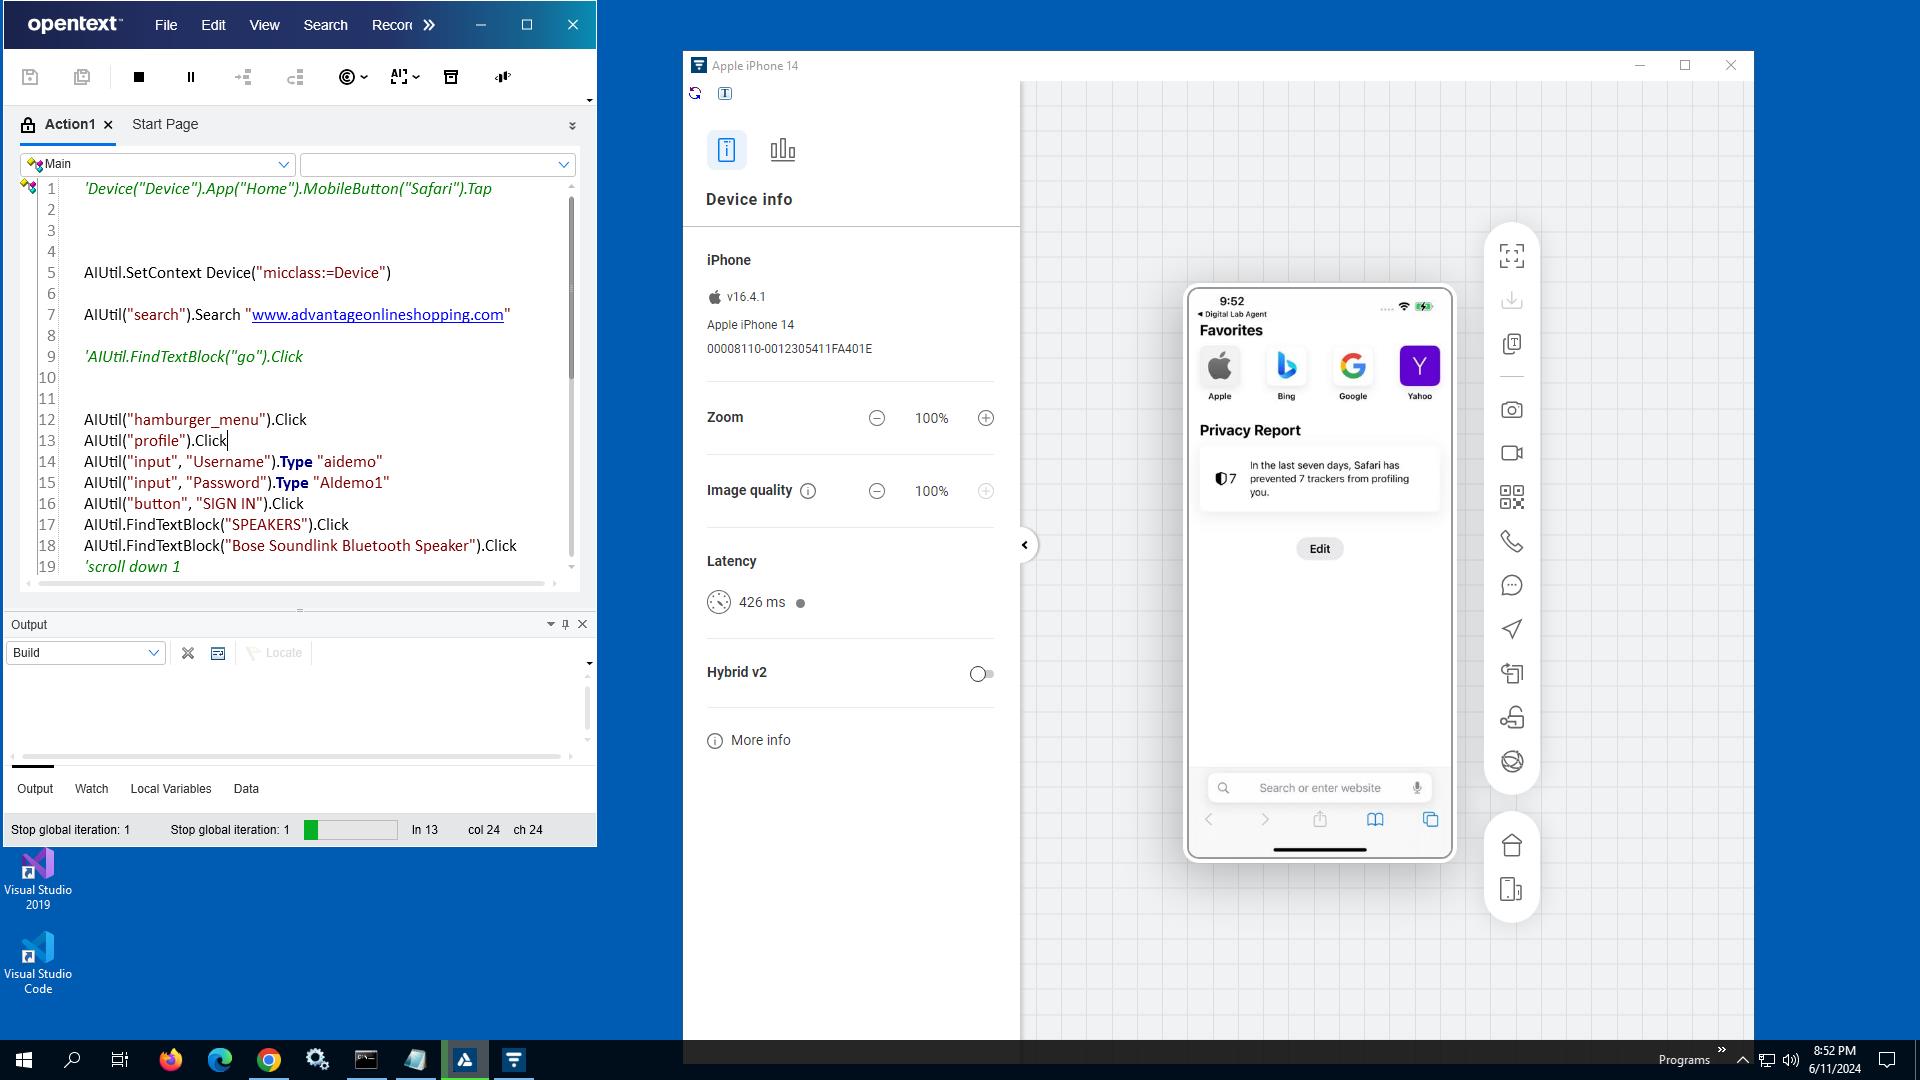 opentext™
File Edit View Search Recor
Action1 Start Page
Main
1 'Device("Device").App("Home").MobileButton("Safari").Tap
2
3
4
5 AIUtil.SetContext Device("micclass:=Device")
6
7 AIUtil("search").Search "www.advantageonlineshopping.com"
8
9 'AIUtil.FindTextBlock("go").Click
10
11
12 AIUtil("hamburger_menu").Click
13 AIUtil("profile").Click
14 AIUtil("input", "Username").Type "aidemo"
15 AIUtil("input", "Password").Type "AIdemo1"
16 AIUtil("button", "SIGN IN").Click
17 AIUtil.FindTextBlock("SPEAKERS").Click
18 AIUtil.FindTextBlock("Bose Soundlink Bluetooth Speaker").Click
19 'scroll down 1
Output
Build Locate
Output Watch Local Variables Data
Stop global iteration: 1 Stop global iteration: 1 ln 13 col 24 ch 24
Visual Studio
2019
Visual Studio
Code
Apple iPhone 14
Device info
iPhone
v16.4.1
Apple iPhone 14
00008110-0012305411FA401E
Zoom 100%
Image quality 100%
Latency
426 ms
Hybrid v2
More info
9:52
Digital Lab Agent
Favorites
Apple Bing Google Yahoo
Privacy Report
7 In the last seven days, Safari has
prevented 7 trackers from profiling
you.
Edit
Search or enter website
Programs
8:52 PM
6/11/2024